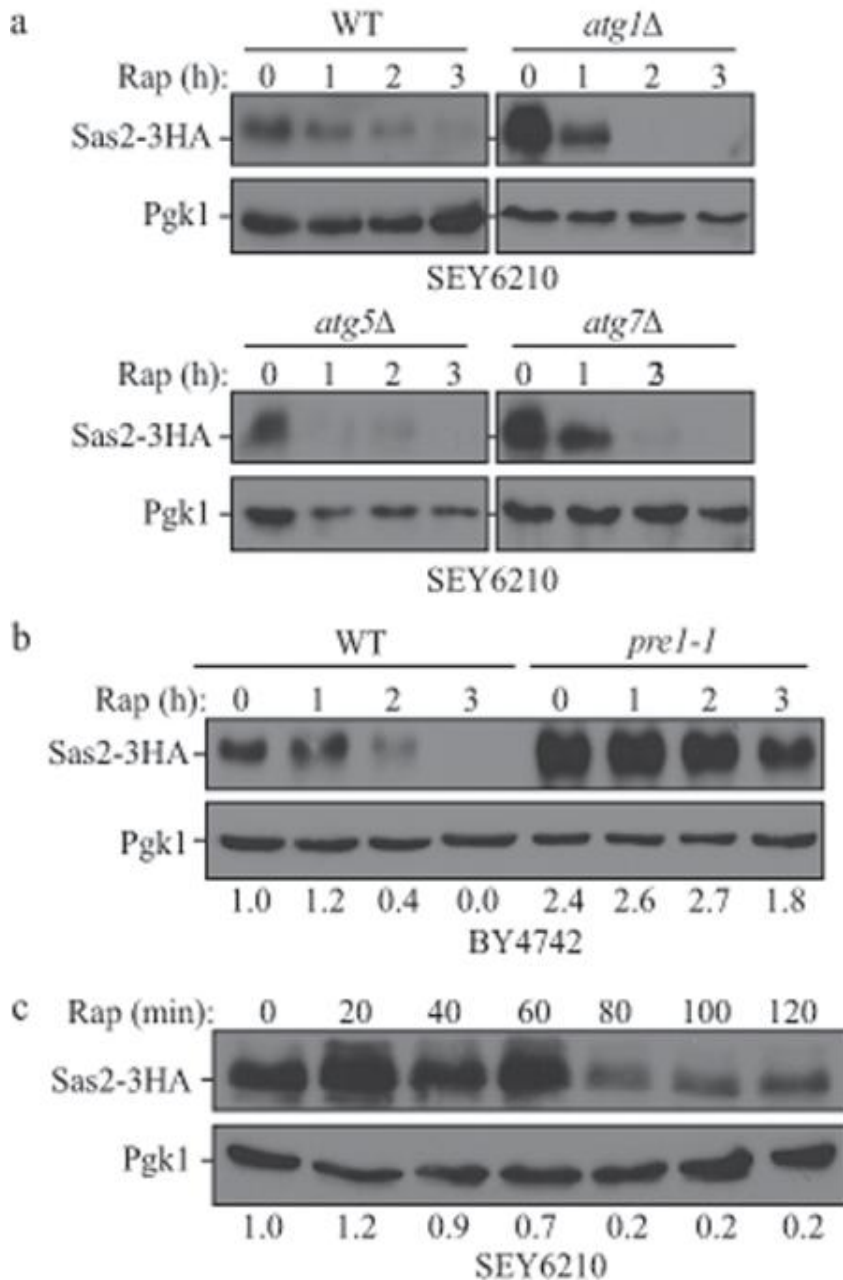 a
WT atg1Δ
Rap (h): 0 1 2 3 0 1 2 3
Sas2-3HA
Pgk1
SEY6210
atg5Δ atg7Δ
Rap (h): 0 1 2 3 0 1 2 3
Sas2-3HA
Pgk1
SEY6210
b
WT pre1-1
Rap (h): 0 1 2 3 0 1 2 3
Sas2-3HA
Pgk1
1.0 1.2 0.4 0.0 2.4 2.6 2.7 1.8
BY4742
c Rap (min): 0 20 40 60 80 100 120
Sas2-3HA
Pgk1
1.0 1.2 0.9 0.7 0.2 0.2 0.2
SEY6210